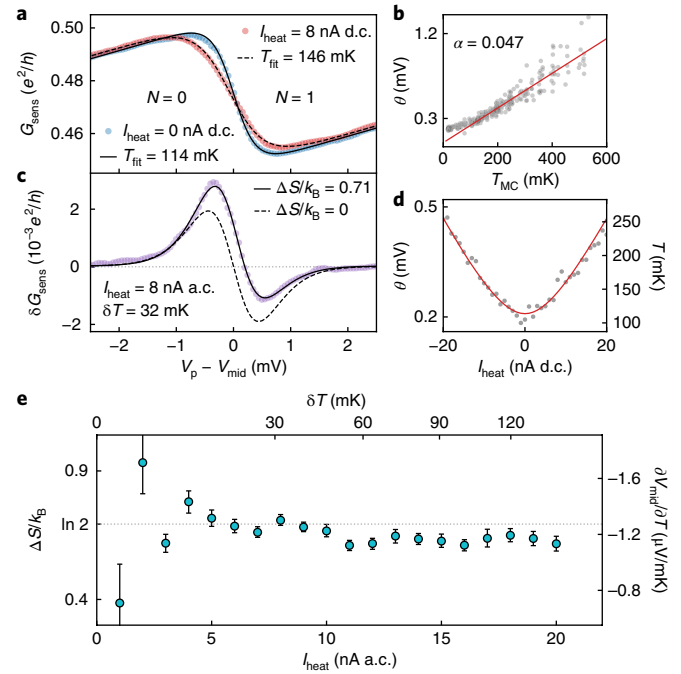 a
0.50
0.48
0.46
G_sens (e²/h)
I_heat = 8 nA d.c.
T_fit = 146 mK
N = 0
N = 1
I_heat = 0 nA d.c.
T_fit = 114 mK
b
1.2
0.3
θ (mV)
α = 0.047
0
200
400
600
T_MC (mK)
c
2
0
−2
δG_sens (10⁻³e²/h)
ΔS/k_B = 0.71
ΔS/k_B = 0
I_heat = 8 nA a.c.
δT = 32 mK
−2
−1
0
1
2
V_p − V_mid (mV)
d
0.5
0.2
θ (mV)
250
200
150
100
T (mK)
−20
0
20
I_heat (nA d.c.)
e
δT (mK)
0
30
60
90
120
0.9
ln 2
0.4
ΔS/k_B
−1.6
−1.2
−0.8
∂V_mid/∂T (μV/mK)
0
5
10
15
20
I_heat (nA a.c.)